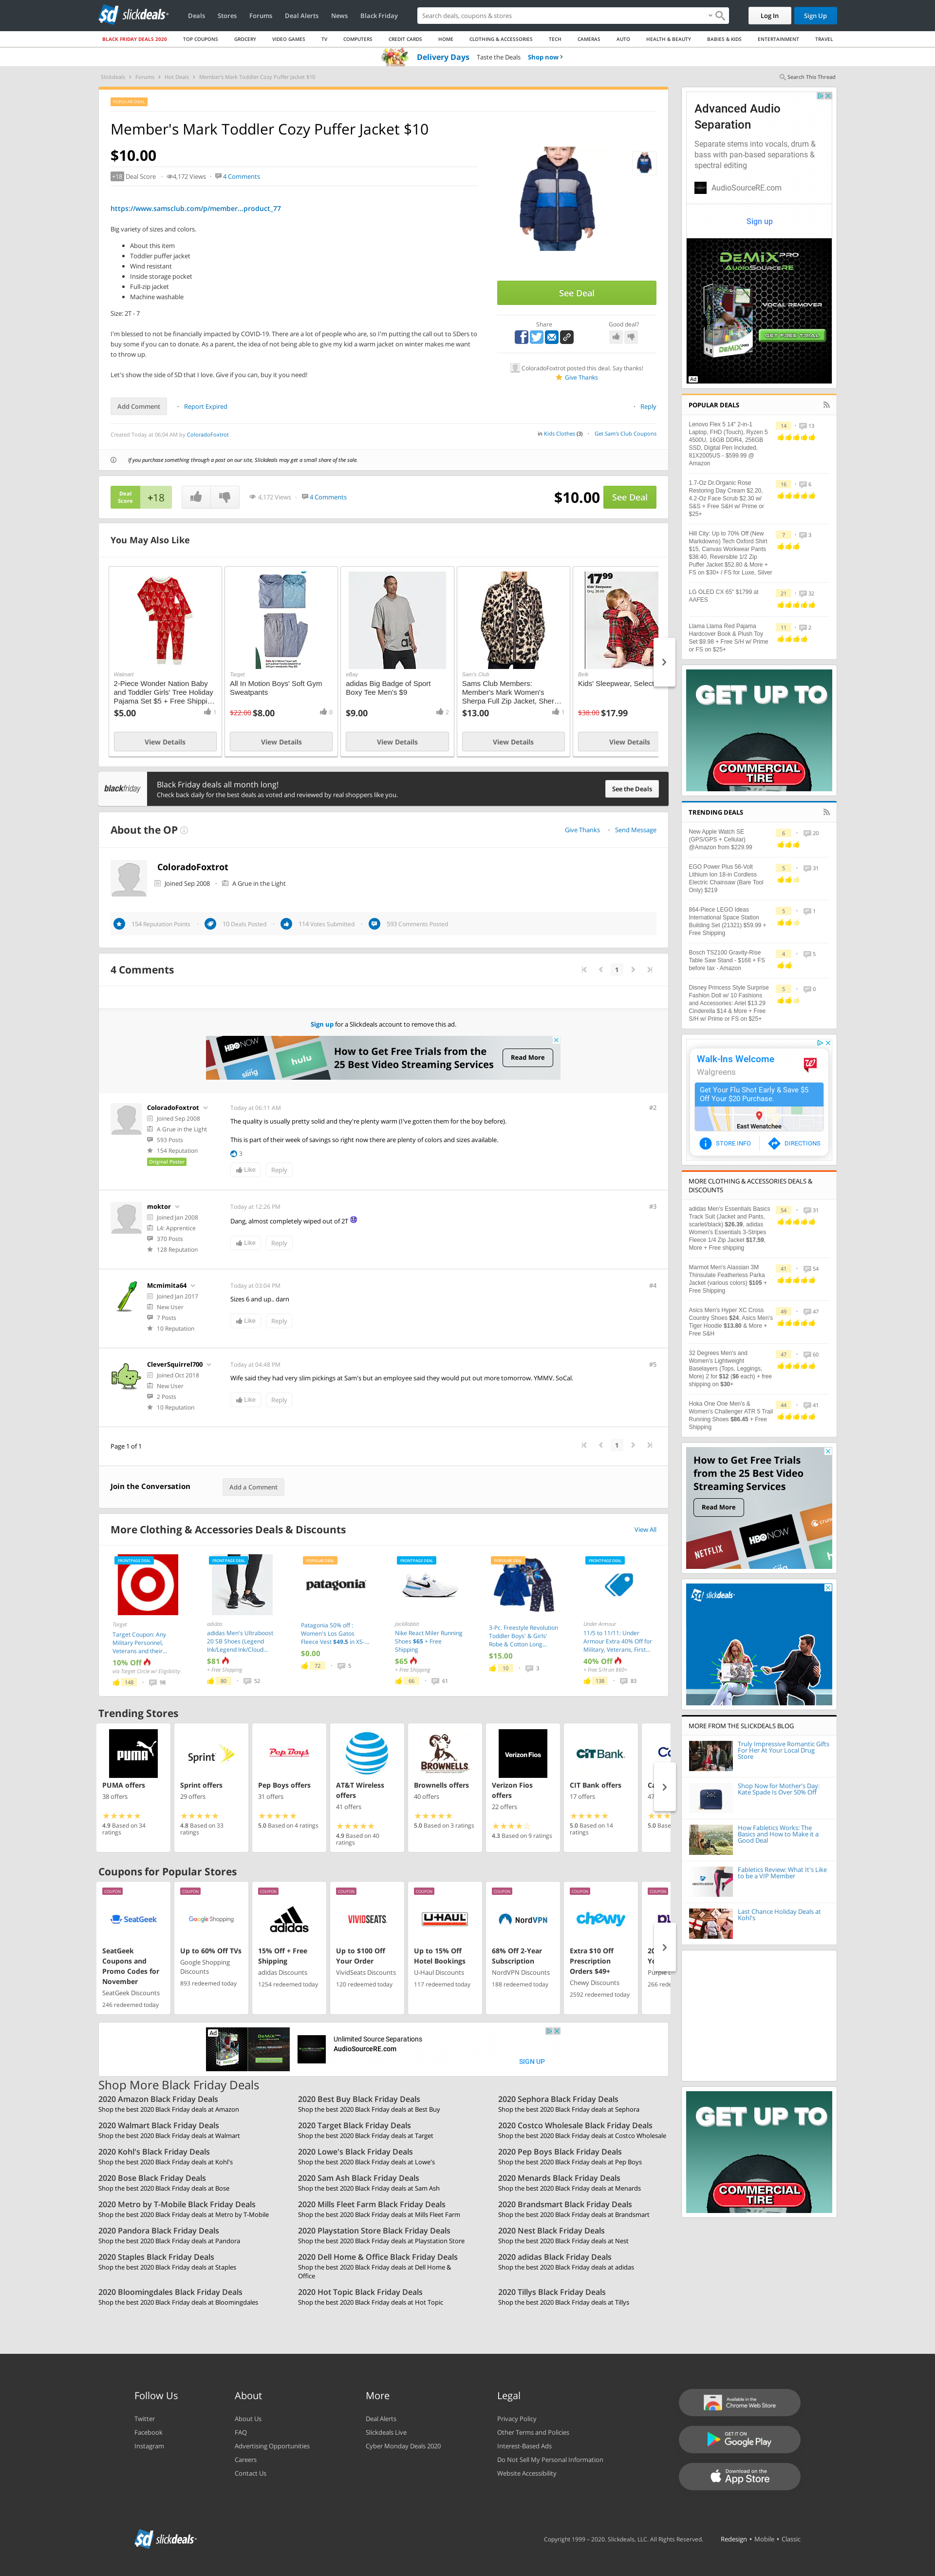 slickdeals
Deals
Stores
Forums
Deal Alerts
News
Black Friday
Search deals, coupons & stores
Log In
Sign Up
BLACK FRIDAY DEALS 2020
TOP COUPONS
GROCERY
VIDEO GAMES
TV
COMPUTERS
CREDIT CARDS
HOME
CLOTHING & ACCESSORIES
TECH
CAMERAS
AUTO
HEALTH & BEAUTY
BABIES & KIDS
ENTERTAINMENT
TRAVEL
Delivery Days Taste the Deals Shop now
Slickdeals > Forums > Hot Deals > Member's Mark Toddler Cozy Puffer Jacket $10
Search This Thread
POPULAR DEAL
Member's Mark Toddler Cozy Puffer Jacket $10
$10.00
+18 Deal Score 4,172 Views 4 Comments
https://www.samsclub.com/p/member...product_77
Big variety of sizes and colors.
About this item
Toddler puffer jacket
Wind resistant
Inside storage pocket
Full-zip jacket
Machine washable
Size: 2T - 7
I'm blessed to not be financially impacted by COVID-19. There are a lot of people who are, so I'm putting the call out to SDers to
buy some if you can to donate. As a parent, the idea of not being able to give my kid a warm jacket on winter makes me want
to throw up.
Let's show the side of SD that I love. Give if you can, buy it you need!
See Deal
Share
Good deal?
ColoradoFoxtrot posted this deal. Say thanks!
Give Thanks
Add Comment
Report Expired
Reply
Created Today at 06:04 AM by ColoradoFoxtrot
in Kids Clothes (3) Get Sam's Club Coupons
If you purchase something through a post on our site, Slickdeals may get a small share of the sale.
Deal Score +18
4,172 Views 4 Comments
$10.00 See Deal
You May Also Like
Walmart
2-Piece Wonder Nation Baby
and Toddler Girls' Tree Holiday
Pajama Set $5 + Free Shippi...
$5.00 1
View Details
Target
All In Motion Boys' Soft Gym
Sweatpants
$22.00 $8.00 0
View Details
eBay
adidas Big Badge of Sport
Boxy Tee Men's $9
$9.00 2
View Details
Sam's Club
Sams Club Members:
Member's Mark Women's
Sherpa Full Zip Jacket, Sher...
$13.00 1
View Details
17.99
Belk
Kids' Sleepwear, Select
$38.00 $17.99
View Details
blackfriday
Black Friday deals all month long!
Check back daily for the best deals as voted and reviewed by real shoppers like you.
See the Deals
About the OP
Give Thanks
Send Message
ColoradoFoxtrot
Joined Sep 2008 A Grue in the Light
154 Reputation Points
10 Deals Posted
114 Votes Submitted
593 Comments Posted
4 Comments
1
Sign up for a Slickdeals account to remove this ad.
HBO NOW
hulu
sling
How to Get Free Trials from the
25 Best Video Streaming Services
Read More
ColoradoFoxtrot
Joined Sep 2008
A Grue in the Light
593 Posts
154 Reputation
Original Poster
Today at 06:11 AM
#2
The quality is usually pretty solid and they're plenty warm (I've gotten them for the boy before).
This is part of their week of savings so right now there are plenty of colors and sizes available.
3
Like
Reply
moktor
Joined Jan 2008
L4: Apprentice
370 Posts
128 Reputation
Today at 12:26 PM
#3
Dang, almost completely wiped out of 2T
Like
Reply
Mcmimita64
Joined Jan 2017
New User
7 Posts
10 Reputation
Today at 03:04 PM
#4
Sizes 6 and up.. darn
Like
Reply
CleverSquirrel700
Joined Oct 2018
New User
2 Posts
10 Reputation
Today at 04:48 PM
#5
Wife said they had very slim pickings at Sam's but an employee said they would put out more tomorrow. YMMV. SoCal.
Like
Reply
Page 1 of 1
1
Join the Conversation
Add a Comment
More Clothing & Accessories Deals & Discounts
View All
FRONTPAGE DEAL
Target
Target Coupon: Any
Military Personnel,
Veterans and their...
10% Off
via Target Circle w/ Eligibility
148 98
FRONTPAGE DEAL
adidas
adidas Men's Ultraboost
20 SB Shoes (Legend
Ink/Legend Ink/Cloud...
$81
+ Free Shipping
80 52
POPULAR DEAL
patagonia
Patagonia 50% off :
Women's Los Gatos
Fleece Vest $49.5 in XS-...
$0.00
72 5
FRONTPAGE DEAL
JackRabbit
Nike React Miler Running
Shoes $65 + Free
Shipping
$65
+ Free Shipping
66 61
POPULAR DEAL
3-Pc. Freestyle Revolution
Toddler Boys' & Girls'
Robe & Cotton Long...
$15.00
10 3
FRONTPAGE DEAL
Under Armour
11/5 to 11/11: Under
Armour Extra 40% Off for
Military, Veterans, First...
40% Off
+ Free S/H on $60+
138 83
Trending Stores
PUMA
PUMA offers
38 offers
4.9 Based on 34
ratings
Sprint
Sprint offers
29 offers
4.8 Based on 33
ratings
Pep Boys
Pep Boys offers
31 offers
5.0 Based on 4 ratings
AT&T
AT&T Wireless
offers
41 offers
4.9 Based on 40
ratings
BROWNELLS
Brownells offers
40 offers
5.0 Based on 3 ratings
Verizon Fios
Verizon Fios
offers
22 offers
4.3 Based on 9 ratings
CIT BANK
CIT Bank offers
17 offers
5.0 Based on 14
ratings
Coupons for Popular Stores
COUPON
SeatGeek
SeatGeek
Coupons and
Promo Codes for
November
SeatGeek Discounts
246 redeemed today
COUPON
Google Shopping
Up to 60% Off TVs
Google Shopping
Discounts
893 redeemed today
COUPON
adidas
15% Off + Free
Shipping
adidas Discounts
1254 redeemed today
COUPON
VIVIDSEATS
Up to $100 Off
Your Order
VividSeats Discounts
120 redeemed today
COUPON
U-HAUL
Up to 15% Off
Hotel Bookings
U-Haul Discounts
117 redeemed today
COUPON
NordVPN
68% Off 2-Year
Subscription
NordVPN Discounts
188 redeemed today
COUPON
chewy
Extra $10 Off
Prescription
Orders $49+
Chewy Discounts
2592 redeemed today
COUPON
Ad
Unlimited Source Separations
AudioSourceRE.com
SIGN UP
Shop More Black Friday Deals
2020 Amazon Black Friday Deals
Shop the best 2020 Black Friday deals at Amazon
2020 Best Buy Black Friday Deals
Shop the best 2020 Black Friday deals at Best Buy
2020 Sephora Black Friday Deals
Shop the best 2020 Black Friday deals at Sephora
2020 Walmart Black Friday Deals
Shop the best 2020 Black Friday deals at Walmart
2020 Target Black Friday Deals
Shop the best 2020 Black Friday deals at Target
2020 Costco Wholesale Black Friday Deals
Shop the best 2020 Black Friday deals at Costco Wholesale
2020 Kohl's Black Friday Deals
Shop the best 2020 Black Friday deals at Kohl's
2020 Lowe's Black Friday Deals
Shop the best 2020 Black Friday deals at Lowe's
2020 Pep Boys Black Friday Deals
Shop the best 2020 Black Friday deals at Pep Boys
2020 Bose Black Friday Deals
Shop the best 2020 Black Friday deals at Bose
2020 Sam Ash Black Friday Deals
Shop the best 2020 Black Friday deals at Sam Ash
2020 Menards Black Friday Deals
Shop the best 2020 Black Friday deals at Menards
2020 Metro by T-Mobile Black Friday Deals
Shop the best 2020 Black Friday deals at Metro by T-Mobile
2020 Mills Fleet Farm Black Friday Deals
Shop the best 2020 Black Friday deals at Mills Fleet Farm
2020 Brandsmart Black Friday Deals
Shop the best 2020 Black Friday deals at Brandsmart
2020 Pandora Black Friday Deals
Shop the best 2020 Black Friday deals at Pandora
2020 Playstation Store Black Friday Deals
Shop the best 2020 Black Friday deals at Playstation Store
2020 Nest Black Friday Deals
Shop the best 2020 Black Friday deals at Nest
2020 Staples Black Friday Deals
Shop the best 2020 Black Friday deals at Staples
2020 Dell Home & Office Black Friday Deals
Shop the best 2020 Black Friday deals at Dell Home &
Office
2020 adidas Black Friday Deals
Shop the best 2020 Black Friday deals at adidas
2020 Bloomingdales Black Friday Deals
Shop the best 2020 Black Friday deals at Bloomingdales
2020 Hot Topic Black Friday Deals
Shop the best 2020 Black Friday deals at Hot Topic
2020 Tillys Black Friday Deals
Shop the best 2020 Black Friday deals at Tillys
Advanced Audio
Separation
Separate stems into vocals, drum &
bass with pan-based separations &
spectral editing
AudioSourceRE.com
Sign up
DEMIX PRO
AUDIOSOURCERE
VOCAL REMOVER
GET FREE TRIALS
Ad
POPULAR DEALS
Lenovo Flex 5 14" 2-in-1
Laptop, FHD (Touch), Ryzen 5
4500U, 16GB DDR4, 256GB
SSD, Digital Pen Included,
81X2005US - $599.99 @
Amazon
14 13
1.7-Oz Dr.Organic Rose
Restoring Day Cream $2.20,
4.2-Oz Face Scrub $2.30 w/
S&S + Free S&H w/ Prime or
$25+
16 6
Hill City: Up to 70% Off (New
Markdowns) Tech Oxford Shirt
$15, Canvas Workwear Pants
$38.40, Reversible 1/2 Zip
Puffer Jacket $52.80 & More +
FS on $30+ / FS for Luxe, Silver
7 3
LG OLED CX 65" $1799 at
AAFES
21 32
Llama Llama Red Pajama
Hardcover Book & Plush Toy
Set $9.98 + Free S/H w/ Prime
or FS on $25+
11 2
GET UP TO
COMMERCIAL
TIRE
TRENDING DEALS
New Apple Watch SE
(GPS/GPS + Cellular)
@Amazon from $229.99
6 20
EGO Power Plus 56-Volt
Lithium Ion 18-in Cordless
Electric Chainsaw (Bare Tool
Only) $219
5 31
864-Piece LEGO Ideas
International Space Station
Building Set (21321) $59.99 +
Free Shipping
5 1
Bosch TS2100 Gravity-Rise
Table Saw Stand - $168 + FS
before tax - Amazon
4 5
Disney Princess Style Surprise
Fashion Doll w/ 10 Fashions
and Accessories: Ariel $13.29
Cinderella $14 & More + Free
S/H w/ Prime or FS on $25+
5 0
Walk-Ins Welcome
Walgreens
Get Your Flu Shot Early & Save $5
Off Your $20 Purchase.
East Wenatchee
STORE INFO
DIRECTIONS
MORE CLOTHING & ACCESSORIES DEALS &
DISCOUNTS
adidas Men's Essentials Basics
Track Suit (Jacket and Pants,
scarlet/black) $26.39, adidas
Women's Essentials 3-Stripes
Fleece 1/4 Zip Jacket $17.59,
More + Free shipping
54 31
Marmot Men's Alassian 3M
Thinsulate Featherless Parka
Jacket (various colors) $105 +
Free Shipping
41 54
Asics Men's Hyper XC Cross
Country Shoes $24, Asics Men's
Tiger Hoodie $13.80 & More +
Free S&H
49 47
32 Degrees Men's and
Women's Lightweight
Baselayers (Tops, Leggings,
More) 2 for $12 ($6 each) + free
shipping on $30+
47 60
Hoka One One Men's &
Women's Challenger ATR 5 Trail
Running Shoes $86.45 + Free
Shipping
44 41
How to Get Free Trials
from the 25 Best Video
Streaming Services
Read More
NETFLIX
HBO NOW
slickdeals
MORE FROM THE SLICKDEALS BLOG
Truly Impressive Romantic Gifts
For Her At Your Local Drug
Store
Shop Now for Mother's Day:
Kate Spade Is Over 50% Off
How Fabletics Works: The
Basics and How to Make it a
Good Deal
Fabletics Review: What It's Like
to be a VIP Member
Last Chance Holiday Deals at
Kohl's
GET UP TO
COMMERCIAL
TIRE
Follow Us
Twitter
Facebook
Instagram
About
About Us
FAQ
Advertising Opportunities
Careers
Contact Us
More
Deal Alerts
Slickdeals Live
Cyber Monday Deals 2020
Legal
Privacy Policy
Other Terms and Policies
Interest-Based Ads
Do Not Sell My Personal Information
Website Accessibility
Available in the
Chrome Web Store
GET IT ON
Google Play
Download on the
App Store
slickdeals
Copyright 1999 - 2020. Slickdeals, LLC. All Rights Reserved.
Redesign • Mobile • Classic